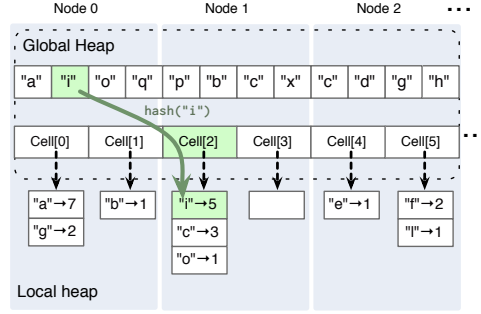 Node 0 Node 1 Node 2 ...
Global Heap
"a" "i" "o" "q" "p" "b" "c" "x" "c" "d" "g" "h"
hash("i")
Cell[0] Cell[1] Cell[2] Cell[3] Cell[4] Cell[5] ..
"a"→7 "b"→1 "i"→5 "e"→1 "f"→2
"g"→2 "c"→3 "l"→1
"o"→1
Local heap